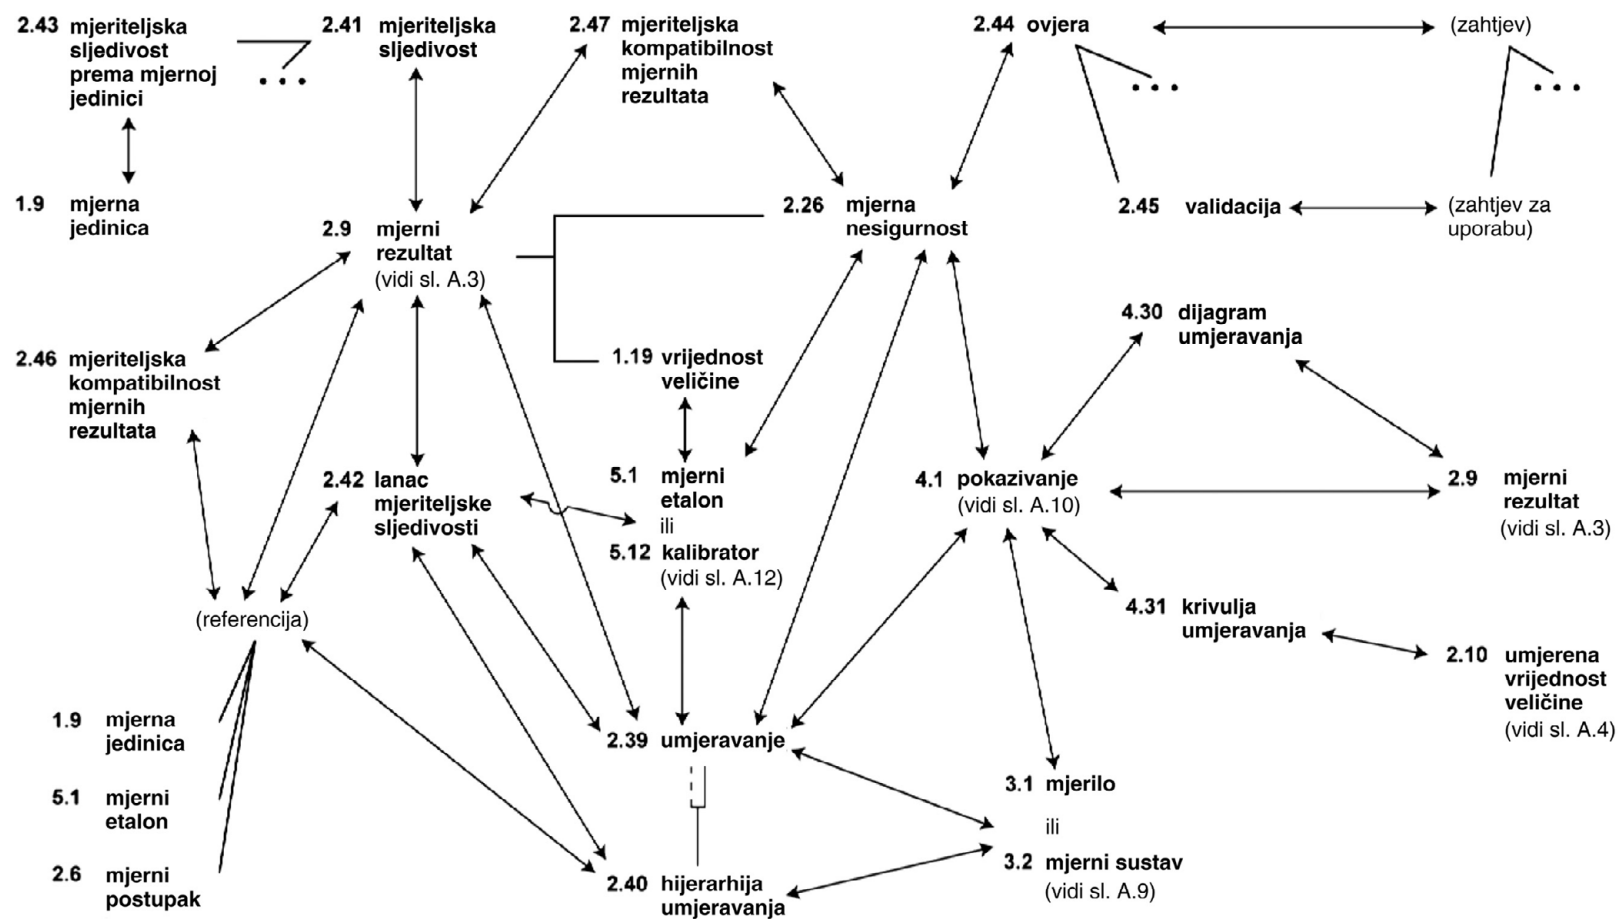 2.43 mjeriteljska
sljedivost
prema mjernoj
jedinici
2.41 mjeriteljska
sljedivost
2.47 mjeriteljska
kompatibilnost
mjernih
rezultata
2.44 ovjera
(zahtjev)
1.9 mjerna
jedinica
2.9 mjerni
rezultat
(vidi sl. A.3)
2.26 mjerna
nesigurnost
2.45 validacija
(zahtjev za
uporabu)
2.46 mjeriteljska
kompatibilnost
mjernih
rezultata
1.19 vrijednost
veličine
4.30 dijagram
umjeravanja
2.42 lanac
mjeriteljske
sljedivosti
5.1 mjerni
etalon
ili
5.12 kalibrator
(vidi sl. A.12)
4.1 pokazivanje
(vidi sl. A.10)
2.9 mjerni
rezultat
(vidi sl. A.3)
(referencija)
4.31 krivulja
umjeravanja
2.10 umjerena
vrijednost
veličine
(vidi sl. A.4)
1.9 mjerna
jedinica
2.39 umjeravanje
5.1 mjerni
etalon
3.1 mjerilo
ili
3.2 mjerni sustav
(vidi sl. A.9)
2.6 mjerni
postupak
2.40 hijerarhija
umjeravanja